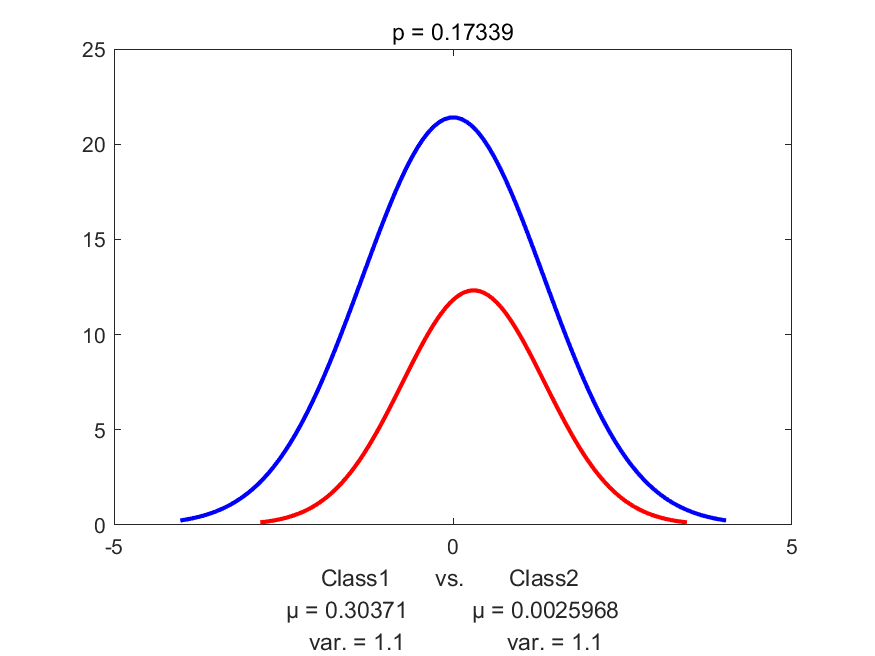 p = 0.17339
25
20
15
10
5
0
-5 0 5
Class1 vs. Class2
μ = 0.30371 μ = 0.0025968
var. = 1.1 var. = 1.1